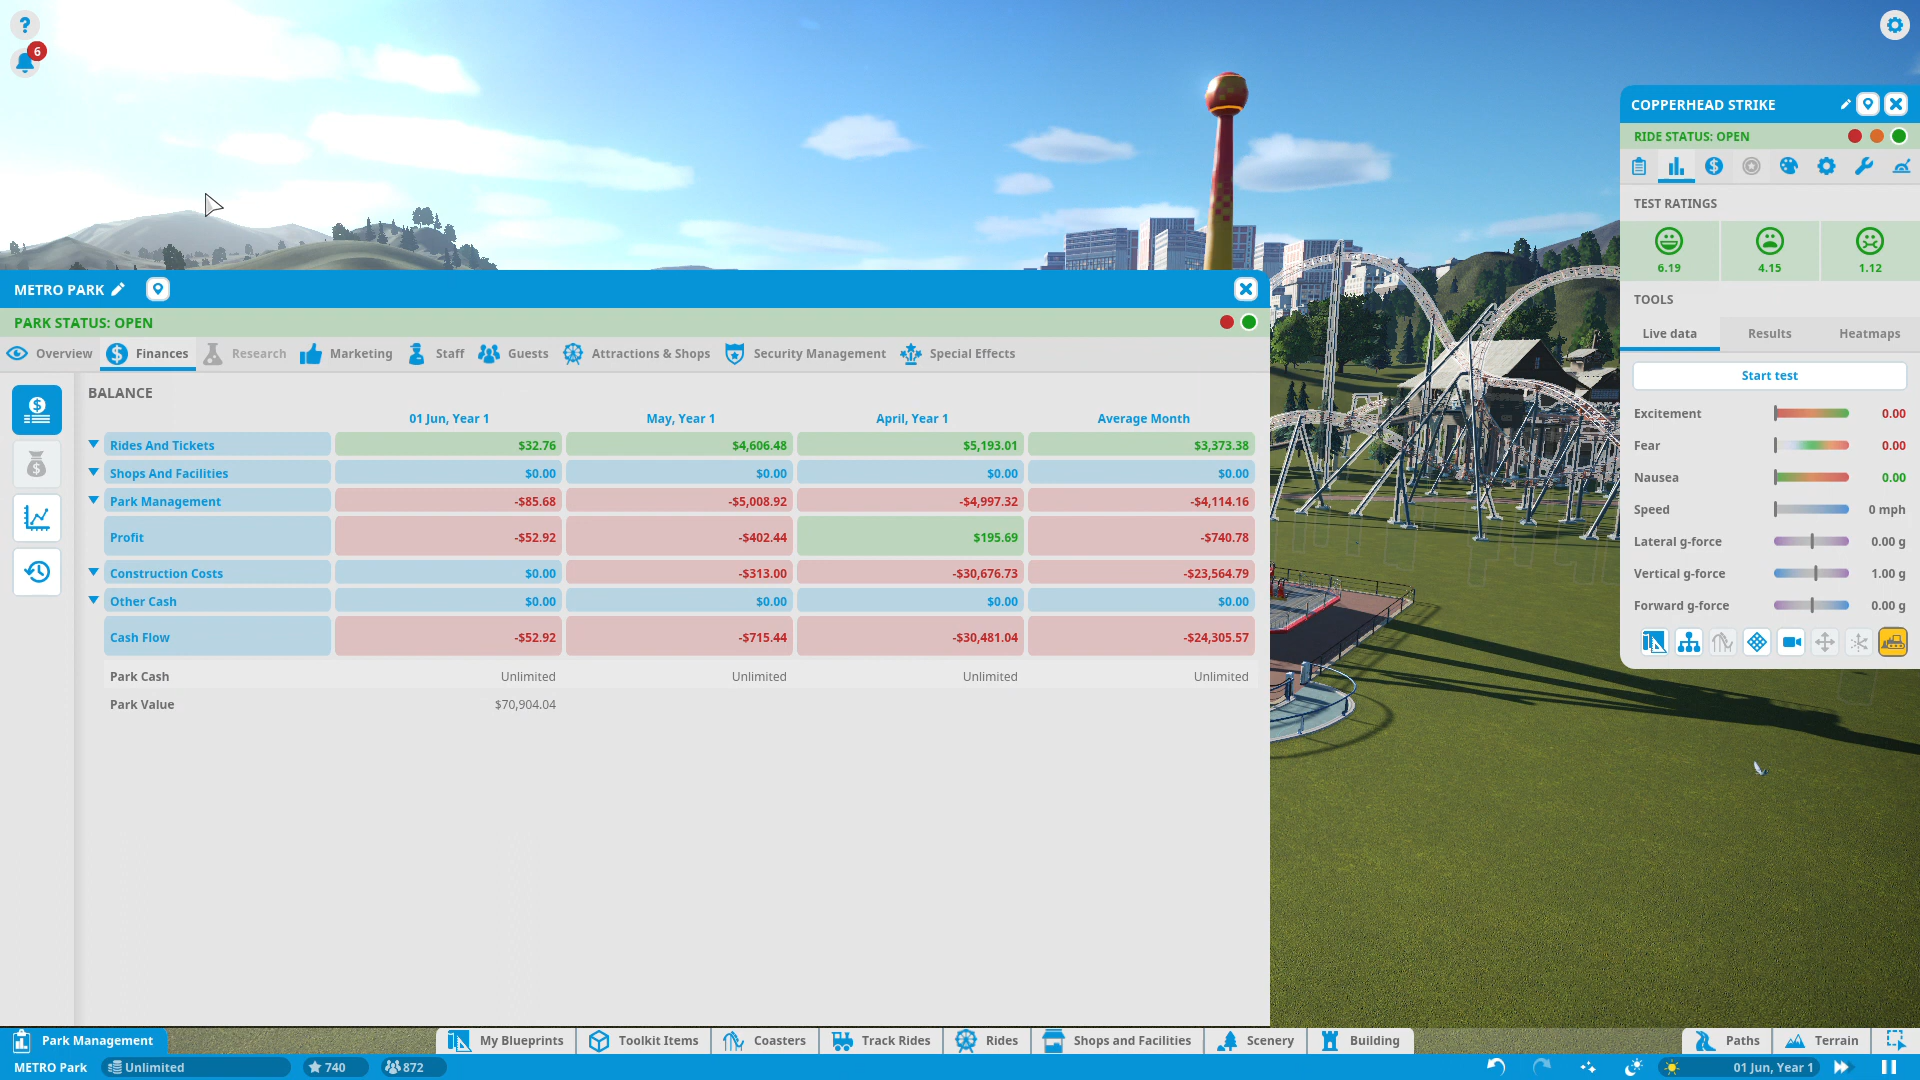 ?
6
COPPERHEAD STRIKE
RIDE STATUS: OPEN
TEST RATINGS
6.19 4.15 1.12
TOOLS
Live data Results Heatmaps
Start test
Excitement 0.00
Fear 0.00
Nausea 0.00
Speed 0 mph
Lateral g-force 0.00 g
Vertical g-force 1.00 g
Forward g-force 0.00 g
METRO PARK
PARK STATUS: OPEN
Overview Finances Research Marketing Staff Guests Attractions & Shops Security Management Special Effects
BALANCE
01 Jun, Year 1 May, Year 1 April, Year 1 Average Month
Rides And Tickets $32.76 $4,606.48 $5,193.01 $3,373.38
Shops And Facilities $0.00 $0.00 $0.00 $0.00
Park Management -$85.68 -$5,008.92 -$4,997.32 -$4,114.16
Profit -$52.92 -$402.44 $195.69 -$740.78
Construction Costs $0.00 -$313.00 -$30,676.73 -$23,564.79
Other Cash $0.00 $0.00 $0.00 $0.00
Cash Flow -$52.92 -$715.44 -$30,481.04 -$24,305.57
Park Cash Unlimited Unlimited Unlimited Unlimited
Park Value $70,904.04
Park Management My Blueprints Toolkit Items Coasters Track Rides Rides Shops and Facilities Scenery Building Paths Terrain
METRO Park Unlimited 740 872 01 Jun, Year 1